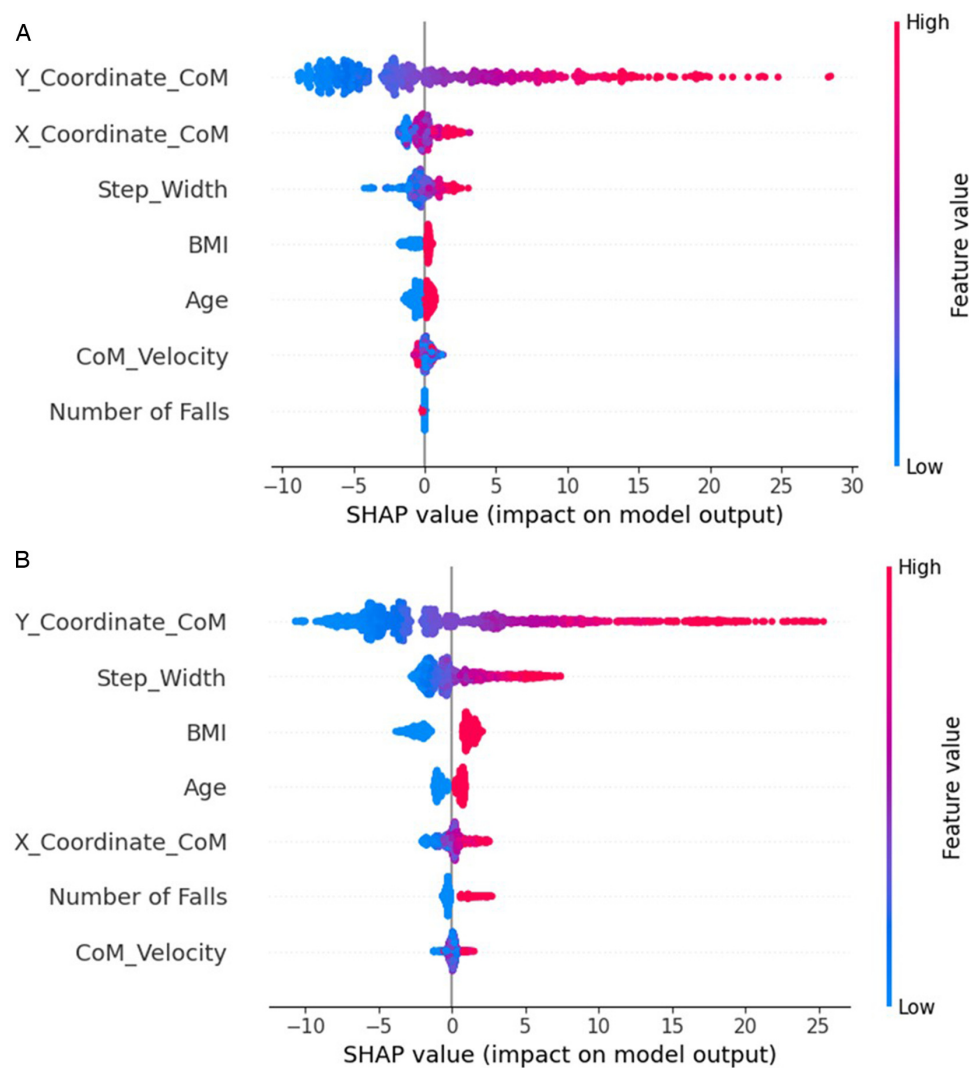 A
High
Y_Coordinate_CoM
X_Coordinate_CoM
Step_Width
BMI
Age
CoM_Velocity
Number of Falls
Feature value
Low
−10 −5 0 5 10 15 20 25 30
SHAP value (impact on model output)
B
High
Y_Coordinate_CoM
Step_Width
BMI
Age
X_Coordinate_CoM
Number of Falls
CoM_Velocity
Feature value
Low
−10 −5 0 5 10 15 20 25
SHAP value (impact on model output)